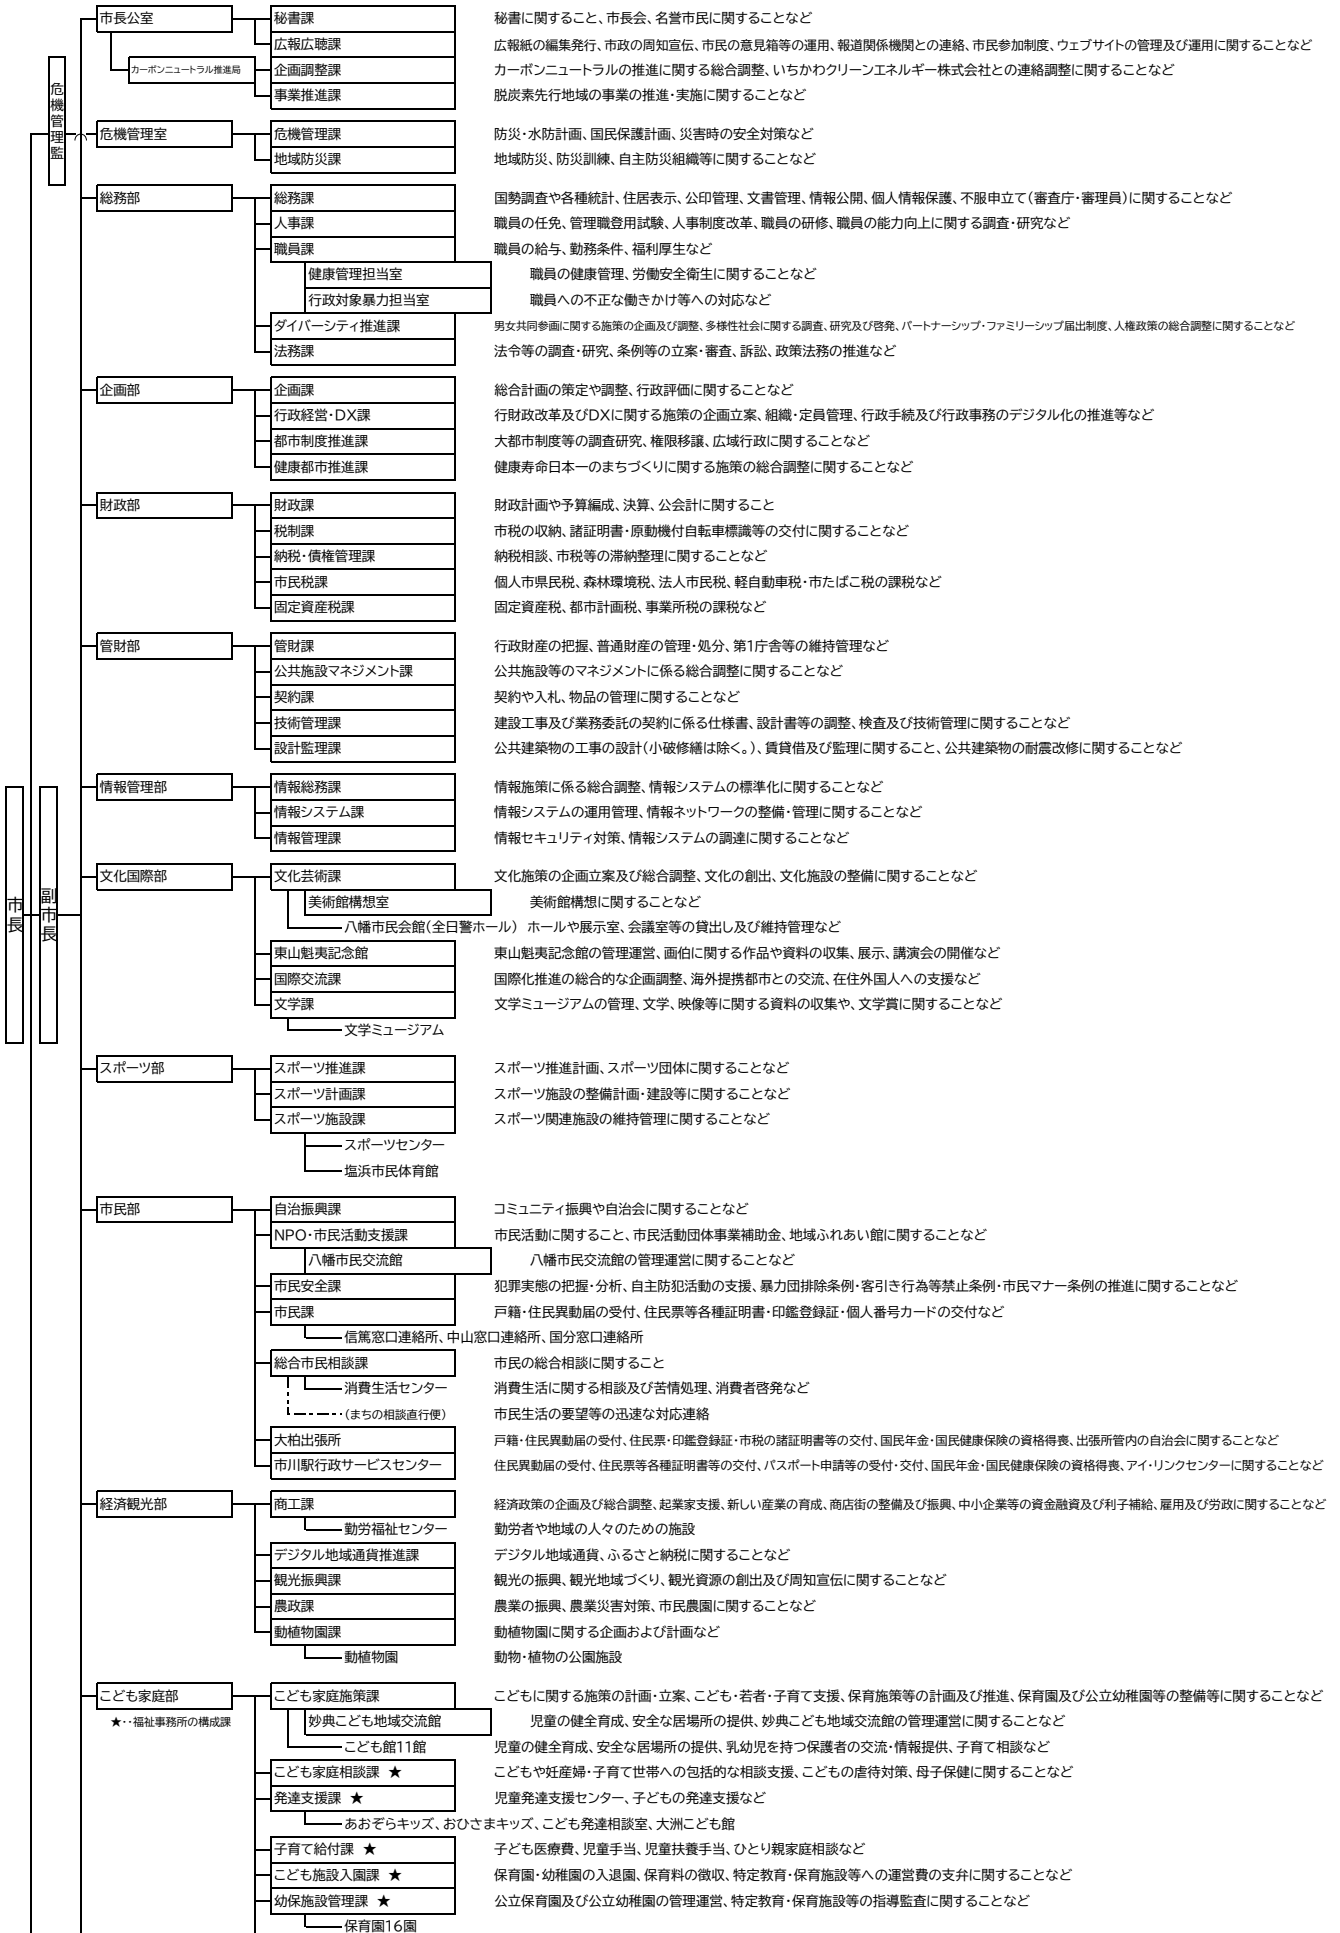 市長公室
秘書課 秘書に関すること、市長会、名誉市民に関することなど
広報広聴課 広報紙の編集発行、市政の周知宣伝、市民の意見箱等の運用、報道関係機関との連絡、市民参加制度、ウェブサイトの管理及び運用に関することなど
カーボンニュートラル推進局
企画調整課 カーボンニュートラルの推進に関する総合調整、いちかわクリーンエネルギー株式会社との連絡調整に関することなど
事業推進課 脱炭素先行地域の事業の推進・実施に関することなど
危機管理監
危機管理室
危機管理課 防災・水防計画、国民保護計画、災害時の安全対策など
地域防災課 地域防災、防災訓練、自主防災組織等に関することなど
総務部
総務課 国勢調査や各種統計、住居表示、公印管理、文書管理、情報公開、個人情報保護、不服申立て(審査庁・審理員)に関することなど
人事課 職員の任免、管理職登用試験、人事制度改革、職員の研修、職員の能力向上に関する調査・研究など
職員課 職員の給与、勤務条件、福利厚生など
健康管理担当室 職員の健康管理、労働安全衛生に関することなど
行政対象暴力担当室 職員への不正な働きかけ等への対応など
ダイバーシティ推進課 男女共同参画に関する施策の企画及び調整、多様性社会に関する調査、研究及び啓発、パートナーシップ・ファミリーシップ届出制度、人権政策の総合調整に関することなど
法務課 法令等の調査・研究、条例等の立案・審査、訴訟、政策法務の推進など
企画部
企画課 総合計画の策定や調整、行政評価に関することなど
行政経営・DX課 行財政改革及びDXに関する施策の企画立案、組織・定員管理、行政手続及び行政事務のデジタル化の推進等など
都市制度推進課 大都市制度等の調査研究、権限移譲、広域行政に関することなど
健康都市推進課 健康寿命日本一のまちづくりに関する施策の総合調整に関することなど
財政部
財政課 財政計画や予算編成、決算、公会計に関すること
税制課 市税の収納、諸証明書・原動機付自転車標識等の交付に関することなど
納税・債権管理課 納税相談、市税等の滞納整理に関することなど
市民税課 個人市県民税、森林環境税、法人市民税、軽自動車税・市たばこ税の課税など
固定資産税課 固定資産税、都市計画税、事業所税の課税など
管財部
管財課 行政財産の把握、普通財産の管理・処分、第1庁舎等の維持管理など
公共施設マネジメント課 公共施設等のマネジメントに係る総合調整に関することなど
契約課 契約や入札、物品の管理に関することなど
技術管理課 建設工事及び業務委託の契約に係る仕様書、設計書等の調整、検査及び技術管理に関することなど
設計監理課 公共建築物の工事の設計(小破修繕は除く。)、賃貸借及び監理に関すること、公共建築物の耐震改修に関することなど
市長
副市長
情報管理部
情報総務課 情報施策に係る総合調整、情報システムの標準化に関することなど
情報システム課 情報システムの運用管理、情報ネットワークの整備・管理に関することなど
情報管理課 情報セキュリティ対策、情報システムの調達に関することなど
文化国際部
文化芸術課 文化施策の企画立案及び総合調整、文化の創出、文化施設の整備に関することなど
美術館構想室 美術館構想に関することなど
八幡市民会館(全日警ホール) ホールや展示室、会議室等の貸出し及び維持管理など
東山魁夷記念館 東山魁夷記念館の管理運営、画伯に関する作品や資料の収集、展示、講演会の開催など
国際交流課 国際化推進の総合的な企画調整、海外提携都市との交流、在住外国人への支援など
文学課 文学ミュージアムの管理、文学、映像等に関する資料の収集や、文学賞に関することなど
文学ミュージアム
スポーツ部
スポーツ推進課 スポーツ推進計画、スポーツ団体に関することなど
スポーツ計画課 スポーツ施設の整備計画・建設等に関することなど
スポーツ施設課 スポーツ関連施設の維持管理に関することなど
スポーツセンター
塩浜市民体育館
市民部
自治振興課 コミュニティ振興や自治会に関することなど
NPO・市民活動支援課 市民活動に関すること、市民活動団体事業補助金、地域ふれあい館に関することなど
八幡市民交流館 八幡市民交流館の管理運営に関することなど
市民安全課 犯罪実態の把握・分析、自主防犯活動の支援、暴力団排除条例・客引き行為等禁止条例・市民マナー条例の推進に関することなど
市民課 戸籍・住民異動届の受付、住民票等各種証明書・印鑑登録証・個人番号カードの交付など
信篤窓口連絡所、中山窓口連絡所、国分窓口連絡所
総合市民相談課 市民の総合相談に関すること
消費生活センター 消費生活に関する相談及び苦情処理、消費者啓発など
(まちの相談直行便) 市民生活の要望等の迅速な対応連絡
大柏出張所 戸籍・住民異動届の受付、住民票・印鑑登録証・市税の諸証明書等の交付、国民年金・国民健康保険の資格得喪、出張所管内の自治会に関することなど
市川駅行政サービスセンター 住民異動届の受付、住民票等各種証明書等の交付、パスポート申請等の受付・交付、国民年金・国民健康保険の資格得喪、アイ・リンクセンターに関することなど
経済観光部
商工課 経済政策の企画及び総合調整、起業家支援、新しい産業の育成、商店街の整備及び振興、中小企業等の資金融資及び利子補給、雇用及び労政に関することなど
勤労福祉センター 勤労者や地域の人々のための施設
デジタル地域通貨推進課 デジタル地域通貨、ふるさと納税に関することなど
観光振興課 観光の振興、観光地域づくり、観光資源の創出及び周知宣伝に関することなど
農政課 農業の振興、農業災害対策、市民農園に関することなど
動植物園課 動植物園に関する企画および計画など
動植物園 動物・植物の公園施設
こども家庭部
★・・福祉事務所の構成課
こども家庭施策課 こどもに関する施策の計画・立案、こども・若者・子育て支援、保育施策等の計画及び推進、保育園及び公立幼稚園等の整備等に関することなど
妙典こども地域交流館 児童の健全育成、安全な居場所の提供、妙典こども地域交流館の管理運営に関することなど
こども館11館 児童の健全育成、安全な居場所の提供、乳幼児を持つ保護者の交流・情報提供、子育て相談など
こども家庭相談課 ★ こどもや妊産婦・子育て世帯への包括的な相談支援、こどもの虐待対策、母子保健に関することなど
発達支援課 ★ 児童発達支援センター、子どもの発達支援など
あおぞらキッズ、おひさまキッズ、こども発達相談室、大洲こども館
子育て給付課 ★ 子ども医療費、児童手当、児童扶養手当、ひとり親家庭相談など
こども施設入園課 ★ 保育園・幼稚園の入退園、保育料の徴収、特定教育・保育施設等への運営費の支弁に関することなど
幼保施設管理課 ★ 公立保育園及び公立幼稚園の管理運営、特定教育・保育施設等の指導監査に関することなど
保育園16園